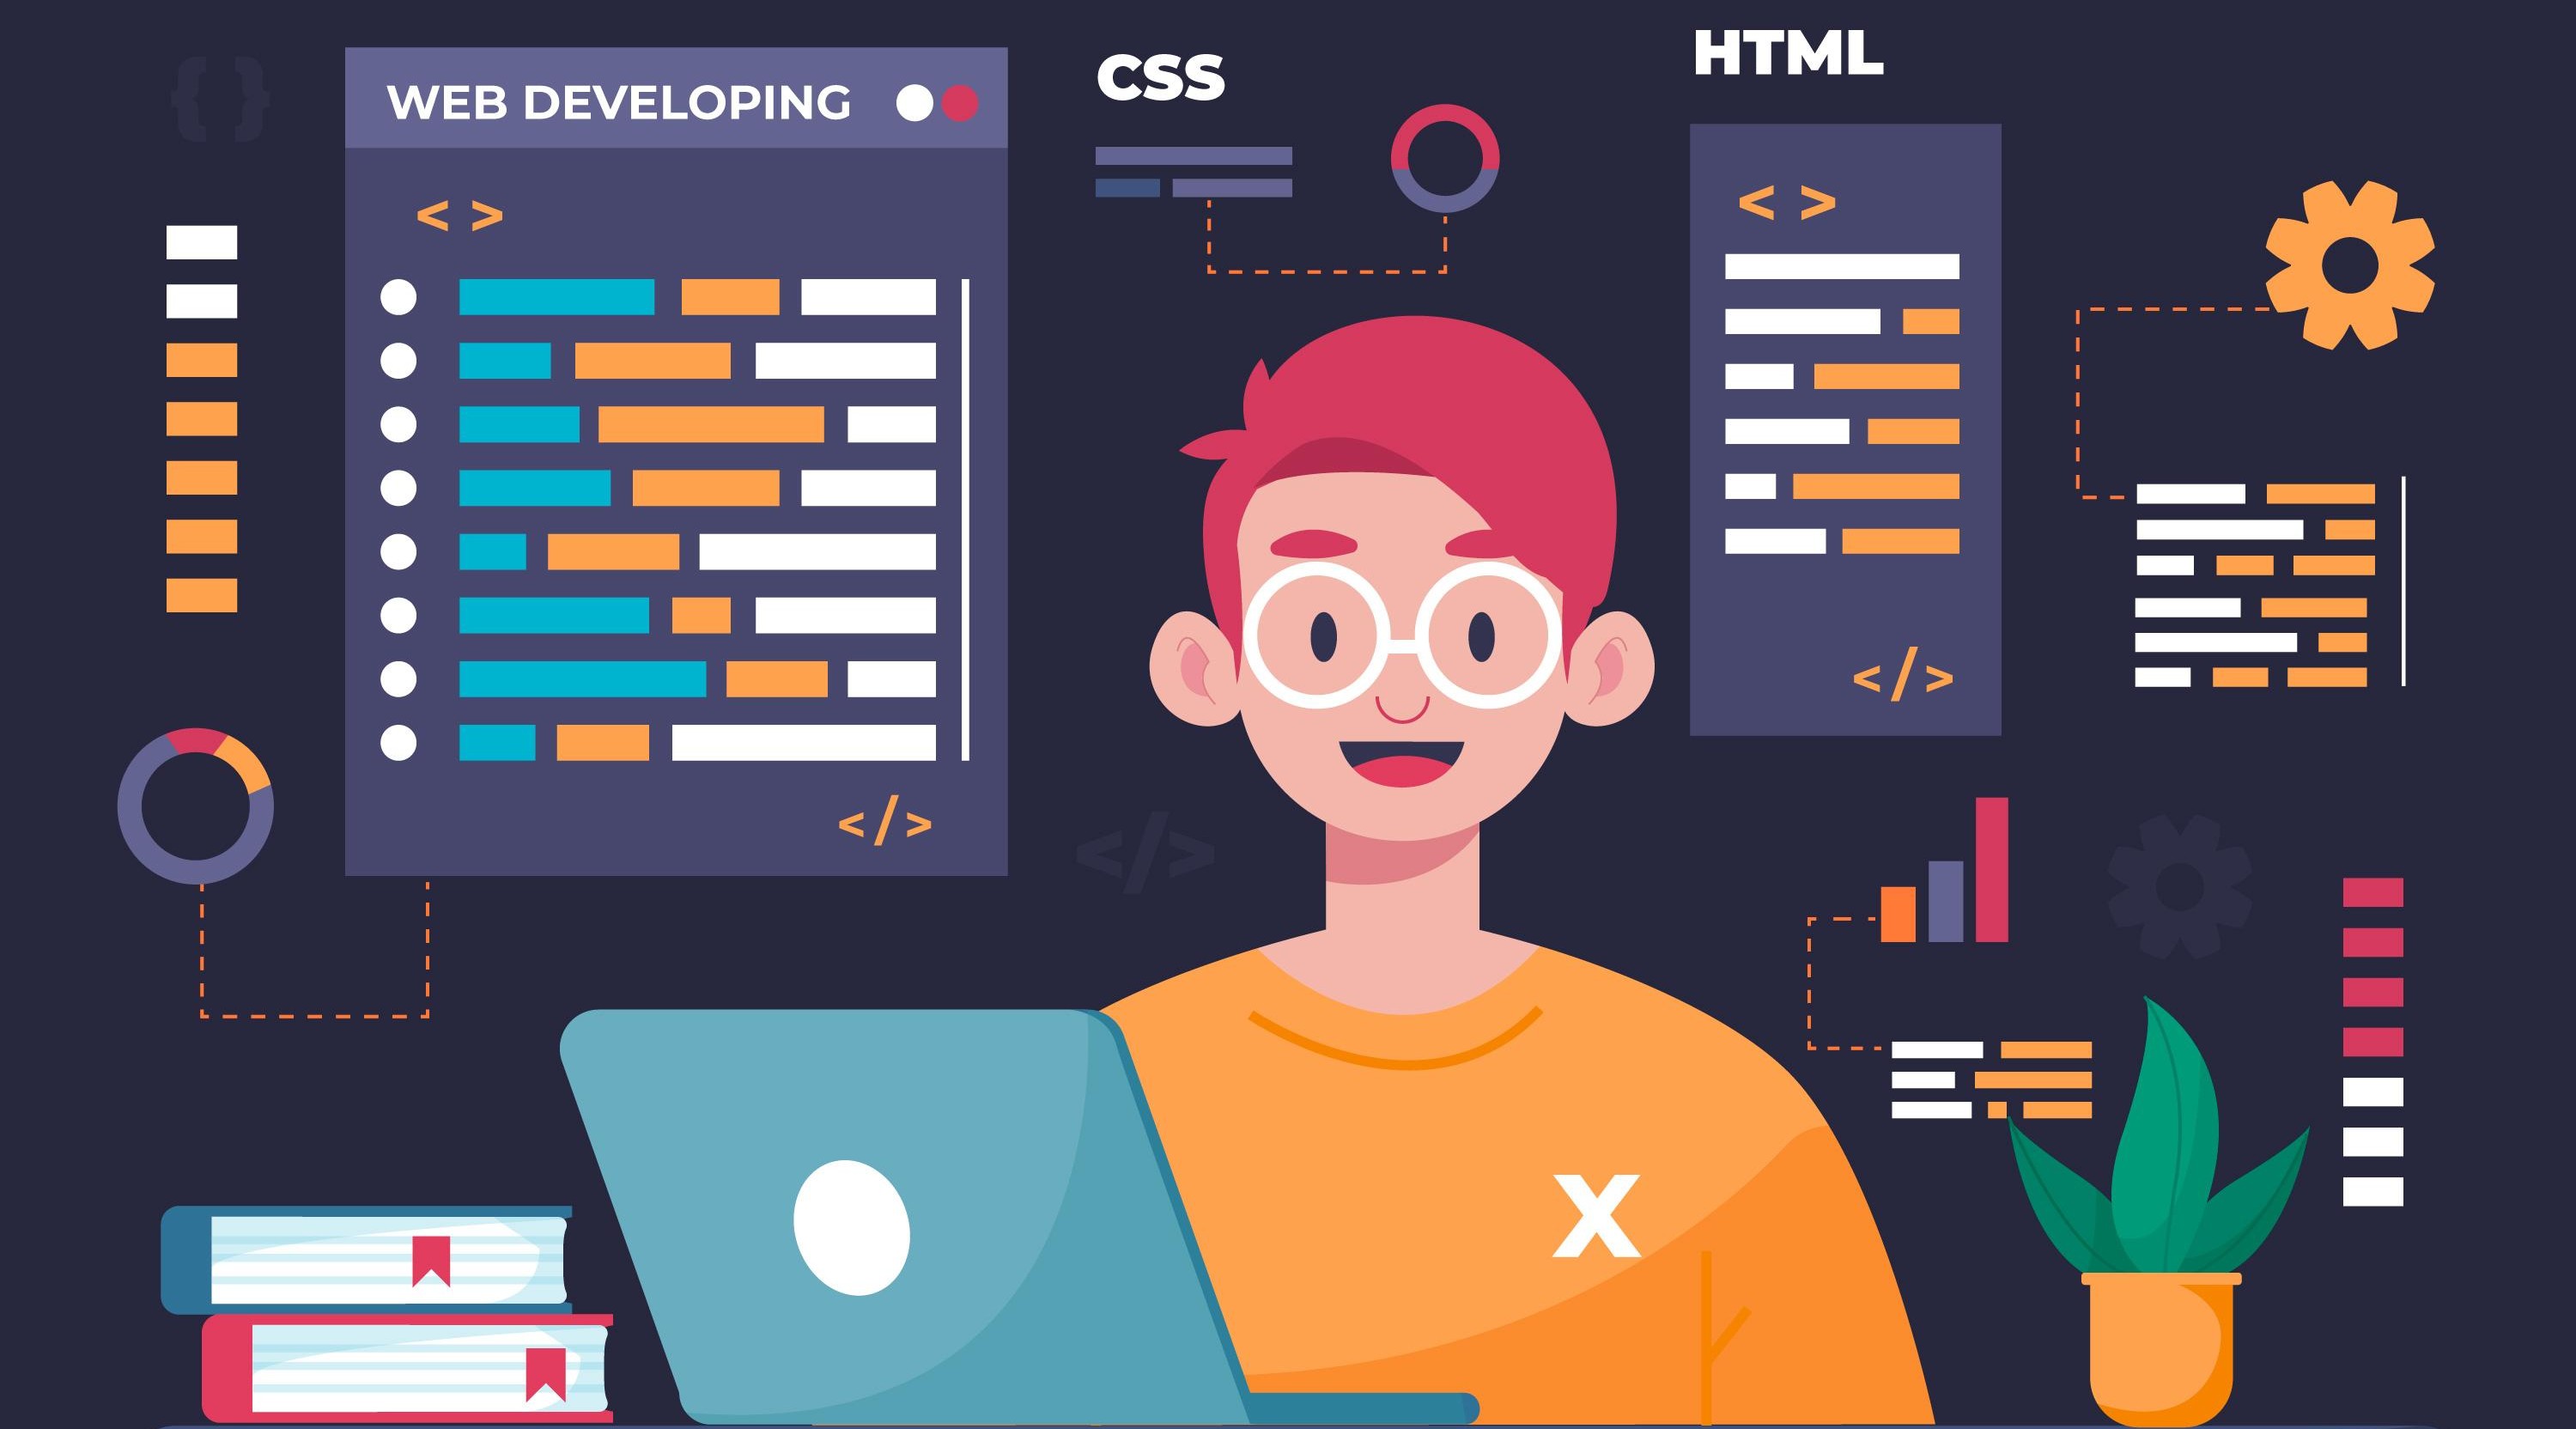 WEB DEVELOPING
CSS
HTML
{ }
< >
< >
</>
</>
</>
X